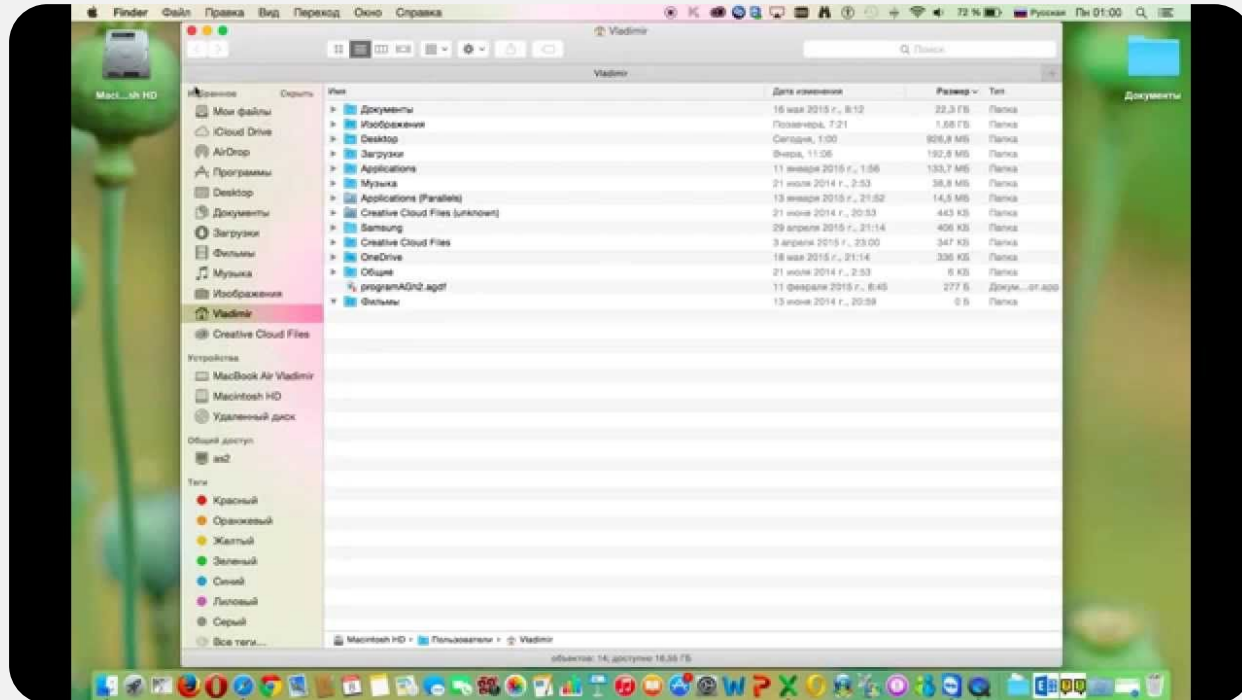 Finder Файл Правка Вид Переход Окно Справка 72 % Русская Пн 01:00
Vladimir
Поиск
Vladimir
Maci...sh HD
Документы
Избранное Скрыть
Мои файлы
iCloud Drive
AirDrop
Программы
Desktop
Документы
Загрузки
Фильмы
Музыка
Изображения
Vladimir
Creative Cloud Files
Устройства
MacBook Air Vladimir
Macintosh HD
Удаленный диск
Общий доступ
as2
Теги
Красный
Оранжевый
Желтый
Зеленый
Синий
Лиловый
Серый
Все теги...
Имя Дата изменения Размер Тип
Документы 16 мая 2015 г., 8:12 22,3 ГБ Папка
Изображения Позавчера, 7:21 1,68 ГБ Папка
Desktop Сегодня, 1:00 926,8 МБ Папка
Загрузки Вчера, 11:06 192,8 МБ Папка
Applications 11 января 2015 г., 1:56 133,7 МБ Папка
Музыка 21 июля 2014 г., 2:53 38,8 МБ Папка
Applications (Parallels) 13 января 2015 г., 21:52 14,5 МБ Папка
Creative Cloud Files (unknown) 21 июня 2014 г., 20:53 443 КБ Папка
Samsung 29 апреля 2015 г., 21:14 406 КБ Папка
Creative Cloud Files 3 апреля 2015 г., 23:00 347 КБ Папка
OneDrive 18 мая 2015 г., 21:14 336 КБ Папка
Общие 21 июля 2014 г., 2:53 6 КБ Папка
programAGn2.agdf 11 февраля 2015 г., 8:45 277 Б Докум...от app
Фильмы 13 июня 2014 г., 20:59 0 Б Папка
Macintosh HD Пользователи Vladimir
объектов: 14, доступно 16,55 ГБ